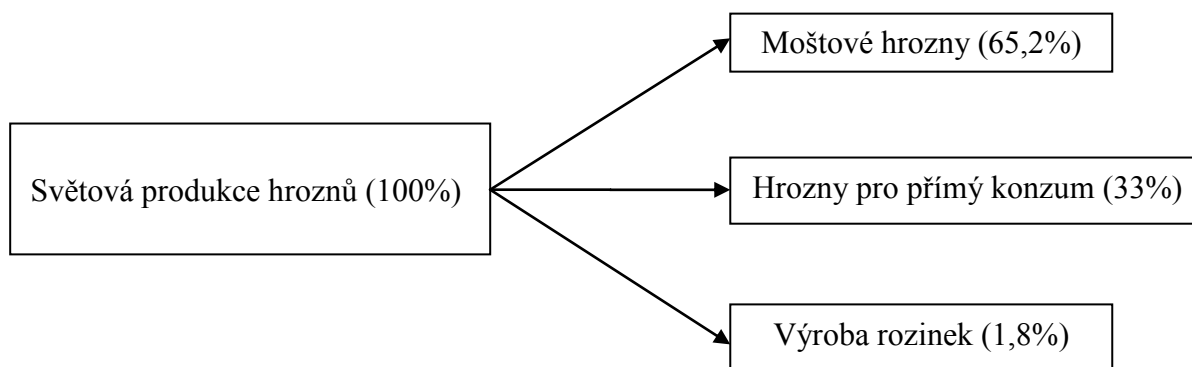 Moštové hrozny (65,2%)
Světová produkce hroznů (100%)
Hrozny pro přímý konzum (33%)
Výroba rozinek (1,8%)